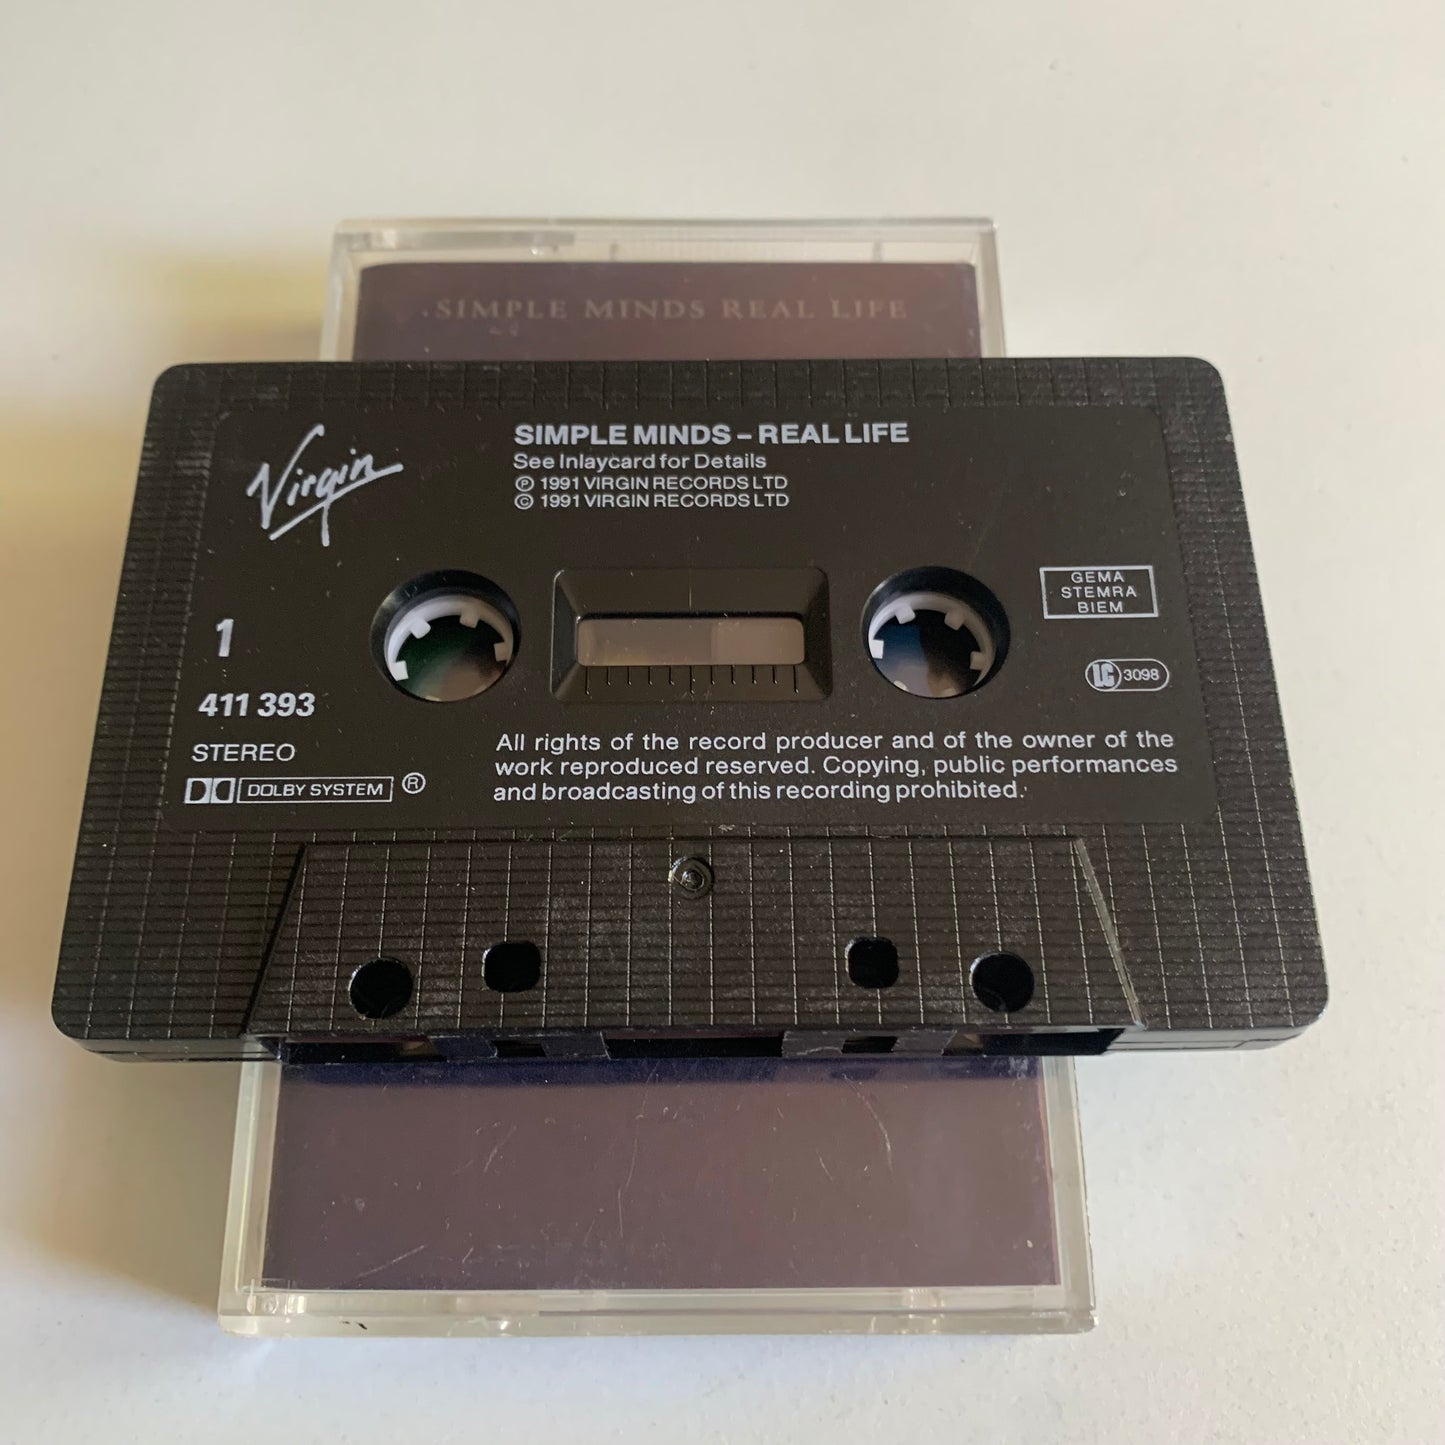 SIMPLE MINDS REAL LIFE
Virgin
SIMPLE MINDS – REAL LIFE
See Inlaycard for Details
Ⓟ 1991 VIRGIN RECORDS LTD
© 1991 VIRGIN RECORDS LTD
GEMA
STEMRA
BIEM
1
LC 3098
411 393
STEREO
DOLBY SYSTEM ®
All rights of the record producer and of the owner of the
work reproduced reserved. Copying, public performances
and broadcasting of this recording prohibited.